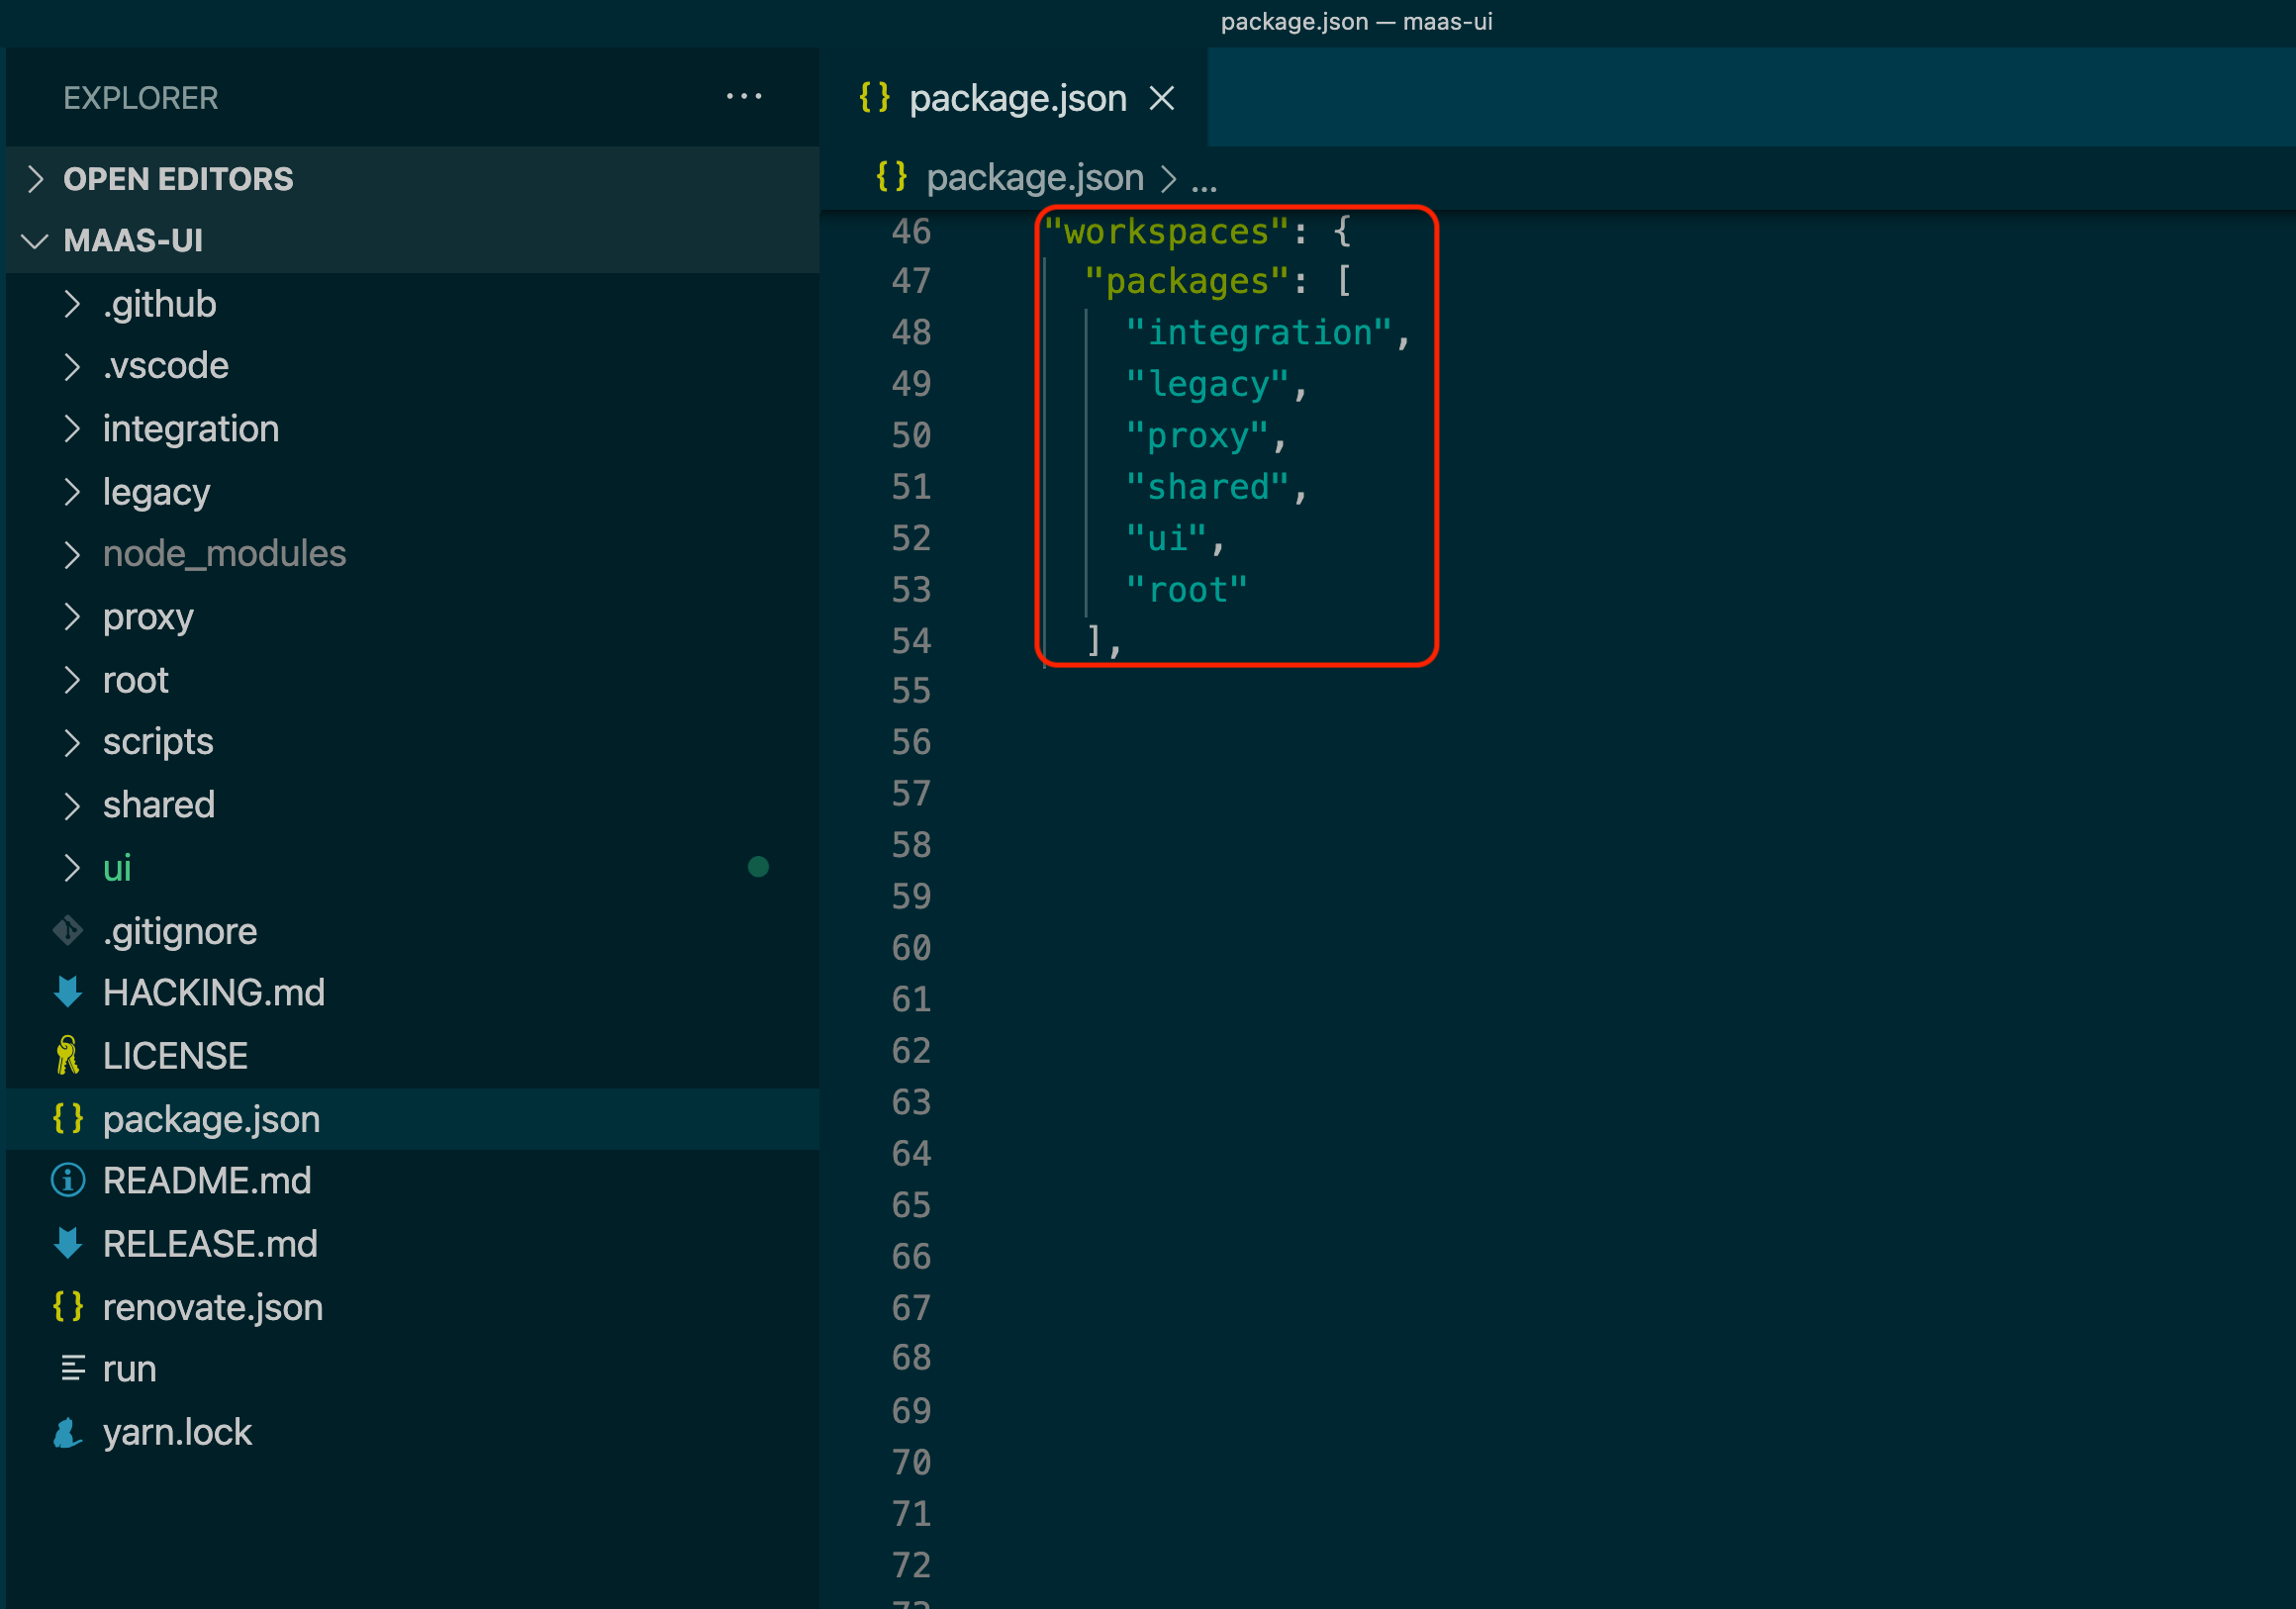 package.json — maas-ui
EXPLORER
OPEN EDITORS
MAAS-UI
.github
.vscode
integration
legacy
node_modules
proxy
root
scripts
shared
ui
.gitignore
HACKING.md
LICENSE
{} package.json
README.md
RELEASE.md
{} renovate.json
run
yarn.lock
{} package.json
{} package.json > ...
46 "workspaces": {
47 "packages": [
48 "integration",
49 "legacy",
50 "proxy",
51 "shared",
52 "ui",
53 "root"
54 ],
55
56
57
58
59
60
61
62
63
64
65
66
67
68
69
70
71
72